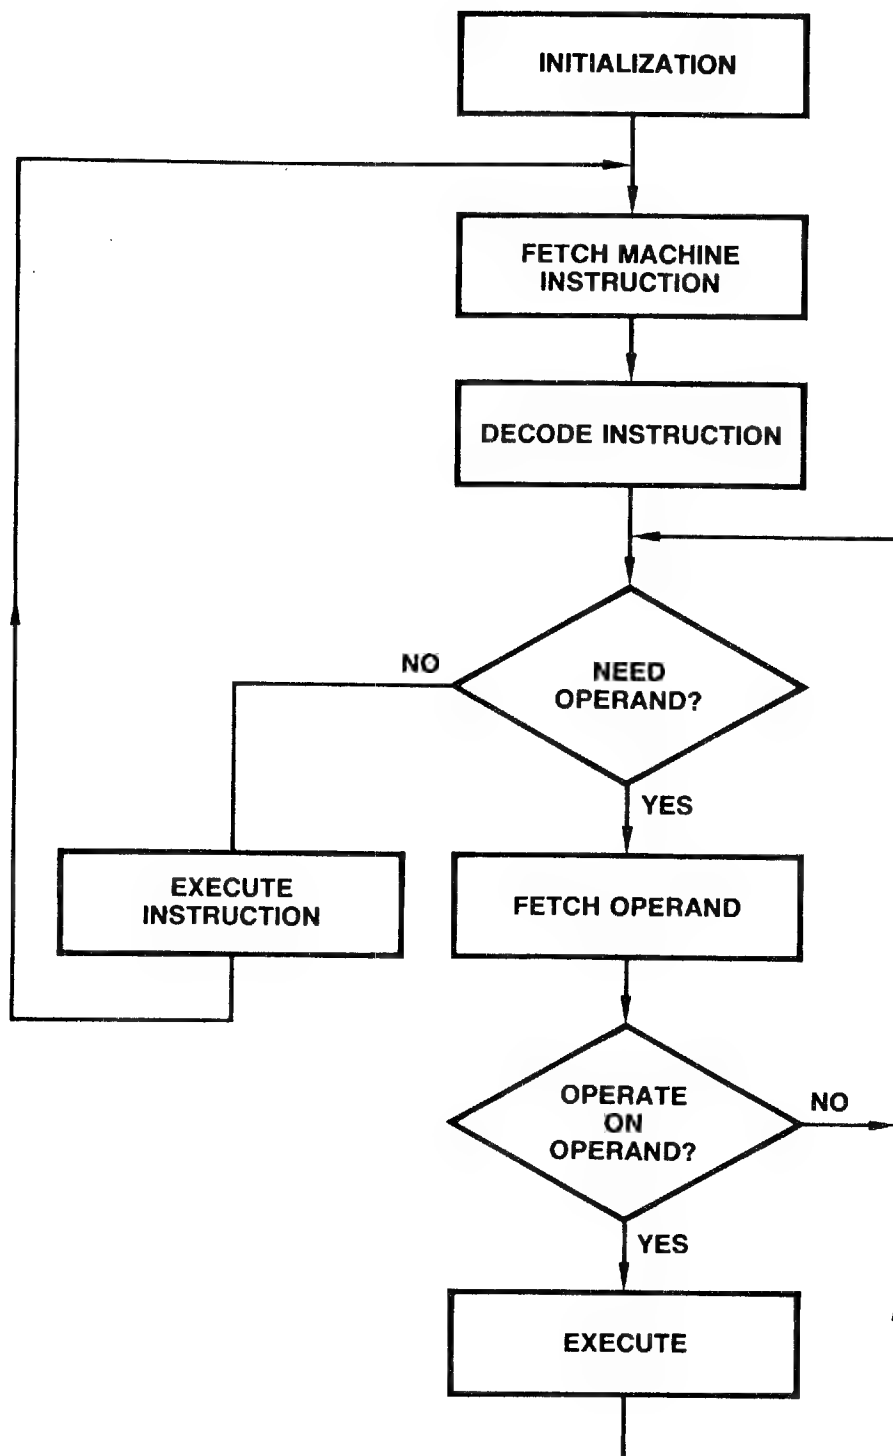 INITIALIZATION
FETCH MACHINE
INSTRUCTION
DECODE INSTRUCTION
NEED
OPERAND?
NO
YES
EXECUTE
INSTRUCTION
FETCH OPERAND
OPERATE
ON
OPERAND?
NO
YES
EXECUTE